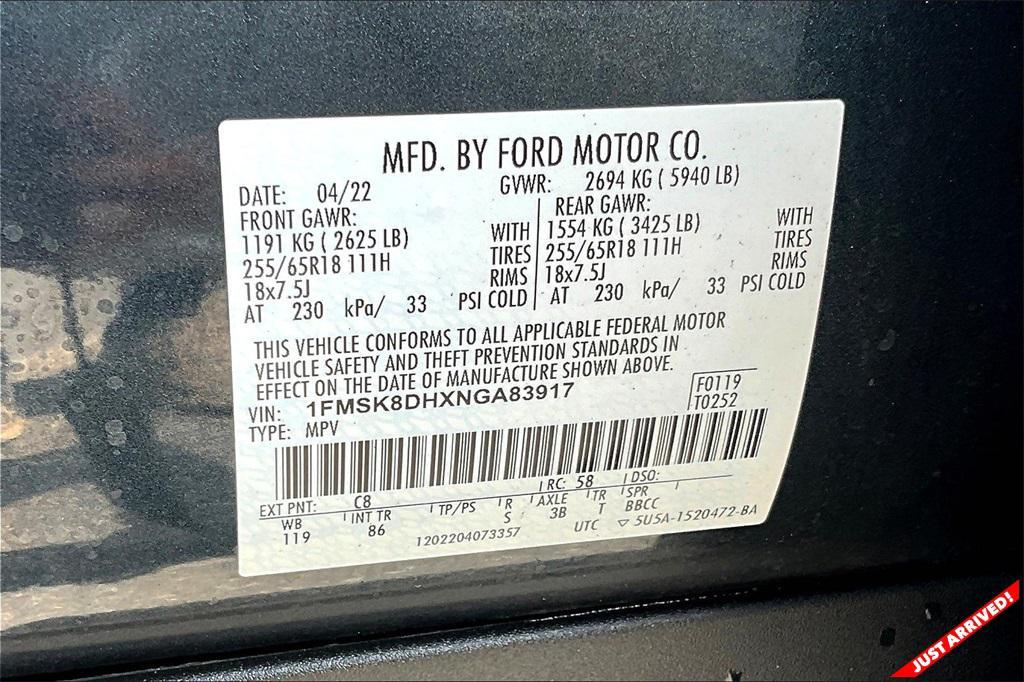 MFD. BY FORD MOTOR CO.
DATE: 04/22 GVWR: 2694 KG ( 5940 LB)
FRONT GAWR: REAR GAWR:
1191 KG ( 2625 LB) WITH 1554 KG ( 3425 LB) WITH
255/65R18 111H TIRES 255/65R18 111H TIRES
18x7.5J RIMS 18x7.5J RIMS
AT 230 kPa/ 33 PSI COLD AT 230 kPa/ 33 PSI COLD
THIS VEHICLE CONFORMS TO ALL APPLICABLE FEDERAL MOTOR
VEHICLE SAFETY AND THEFT PREVENTION STANDARDS IN
EFFECT ON THE DATE OF MANUFACTURE SHOWN ABOVE.
VIN: 1FMSK8DHXNGA83917 F0119
TYPE: MPV T0252
EXT PNT: C8 RC: 58 DSO:
WB INT TR TP/PS R AXLE TR SPR
119 86 S 3B T BBCC
1202204073357 UTC ▽ 5U5A-1520472-BA
JUST ARRIVED!